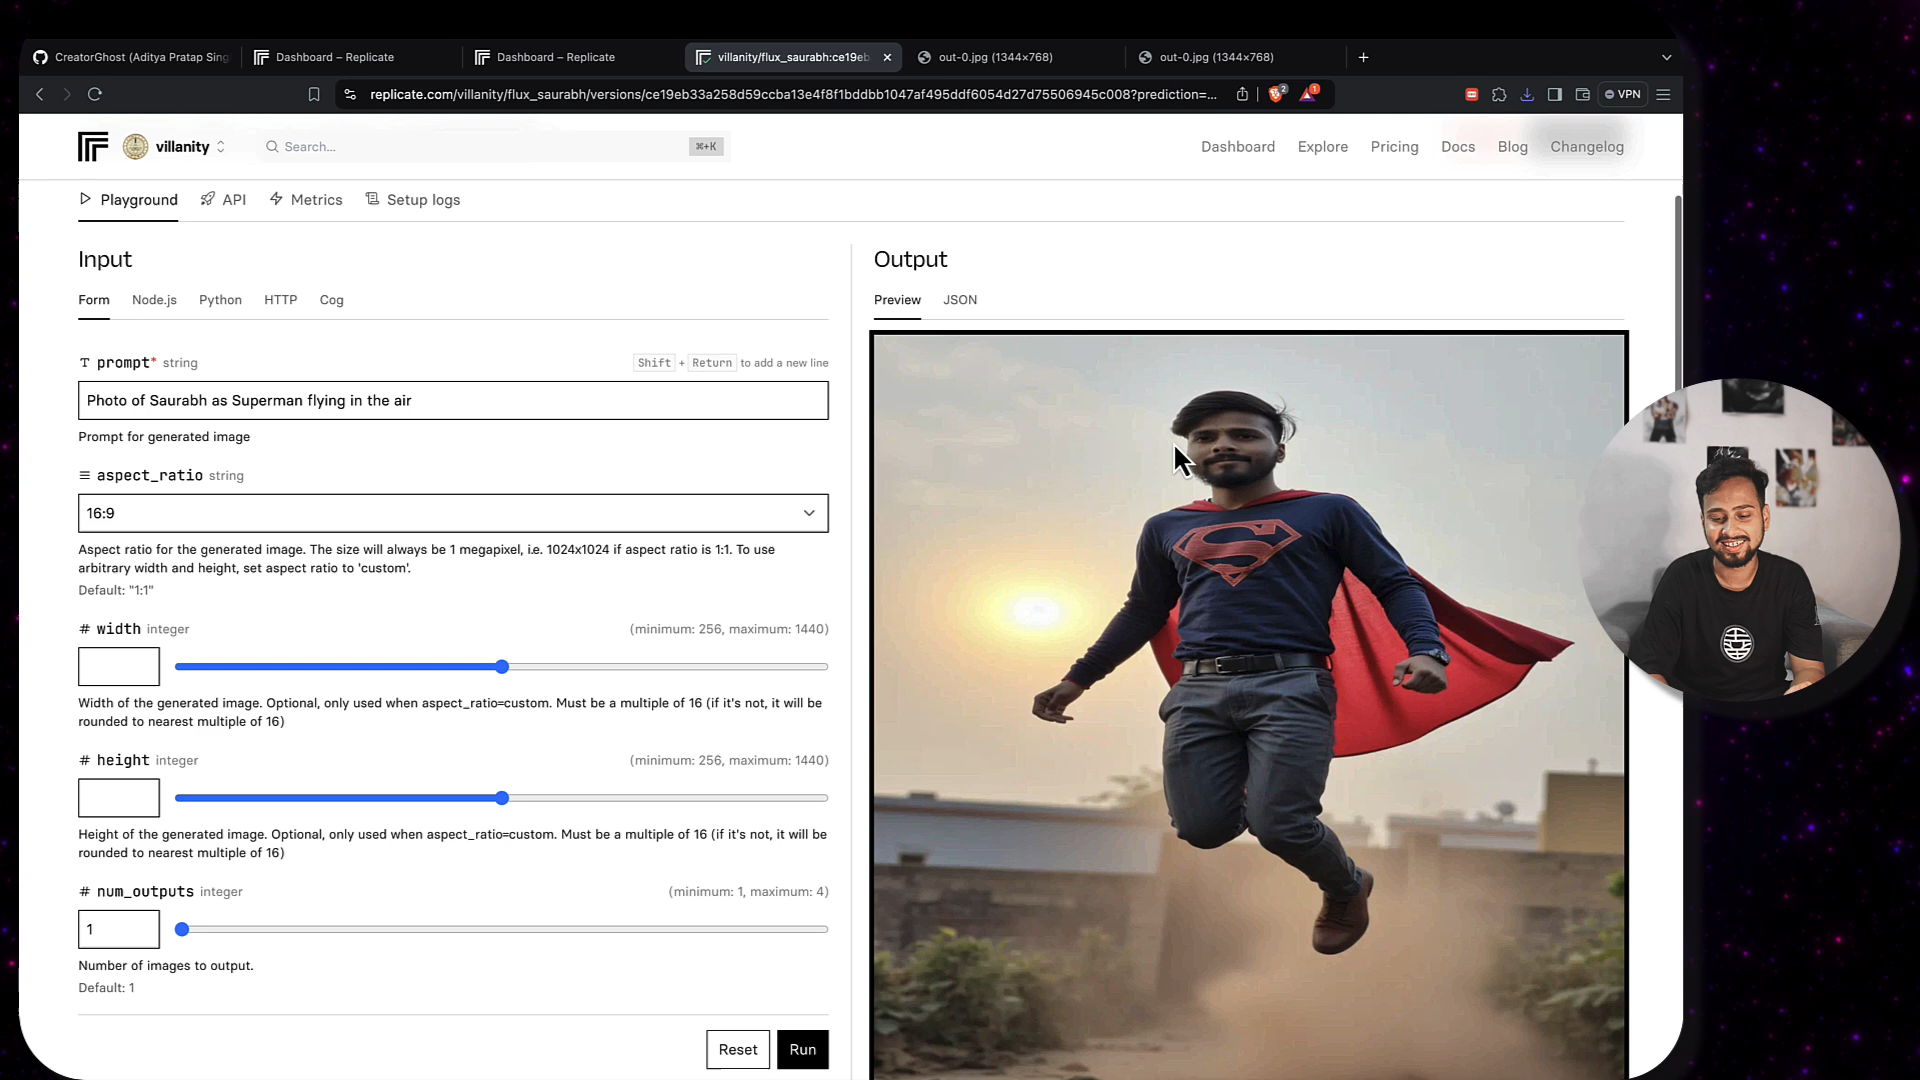 CreatorGhost (Aditya Pratap Sing
Dashboard – Replicate
Dashboard – Replicate
villanity/flux_saurabh:ce19eb
out-0.jpg (1344×768)
out-0.jpg (1344×768)
replicate.com/villanity/flux_saurabh/versions/ce19eb33a258d59ccba13e4f8f1bddbb1047af495ddf6054d27d75506945c008?prediction=...
2
1
VPN
villanity
Search...
⌘+K
Dashboard
Explore
Pricing
Docs
Blog
Changelog
Playground
API
Metrics
Setup logs
Input
Output
Form
Node.js
Python
HTTP
Cog
Preview
JSON
prompt* string
Shift + Return to add a new line
Photo of Saurabh as Superman flying in the air
Prompt for generated image
aspect_ratio string
16:9
Aspect ratio for the generated image. The size will always be 1 megapixel, i.e. 1024x1024 if aspect ratio is 1:1. To use
arbitrary width and height, set aspect ratio to 'custom'.
Default: "1:1"
# width integer
(minimum: 256, maximum: 1440)
Width of the generated image. Optional, only used when aspect_ratio=custom. Must be a multiple of 16 (if it's not, it will be
rounded to nearest multiple of 16)
# height integer
(minimum: 256, maximum: 1440)
Height of the generated image. Optional, only used when aspect_ratio=custom. Must be a multiple of 16 (if it's not, it will be
rounded to nearest multiple of 16)
# num_outputs integer
(minimum: 1, maximum: 4)
1
Number of images to output.
Default: 1
Reset
Run